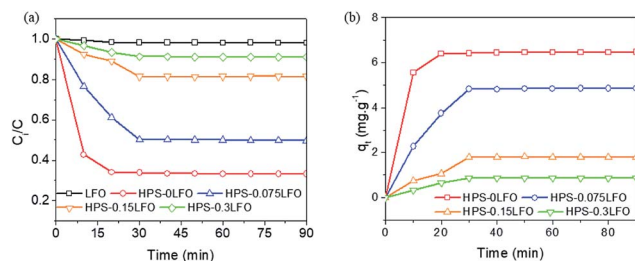 (a)
1.0
0.8
0.6
0.4
0.2
C_i/C
LFO HPS-0LFO HPS-0.075LFO
HPS-0.15LFO HPS-0.3LFO
0 15 30 45 60 75 90
Time (min)
(b)
8
6
4
2
0
q_t (mg.g⁻¹)
HPS-0LFO HPS-0.075LFO
HPS-0.15LFO HPS-0.3LFO
0 20 40 60 80
Time (min)